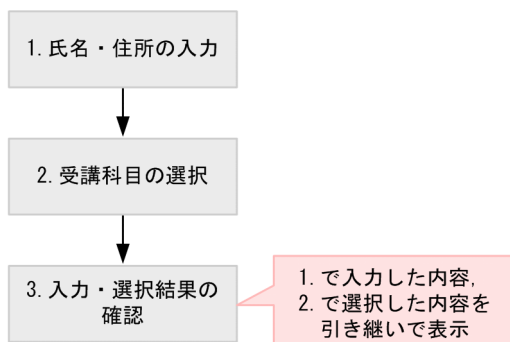 1. 氏名・住所の入力
2. 受講科目の選択
3. 入力・選択結果の
確認
1. で入力した内容,
2. で選択した内容を
引き継いで表示